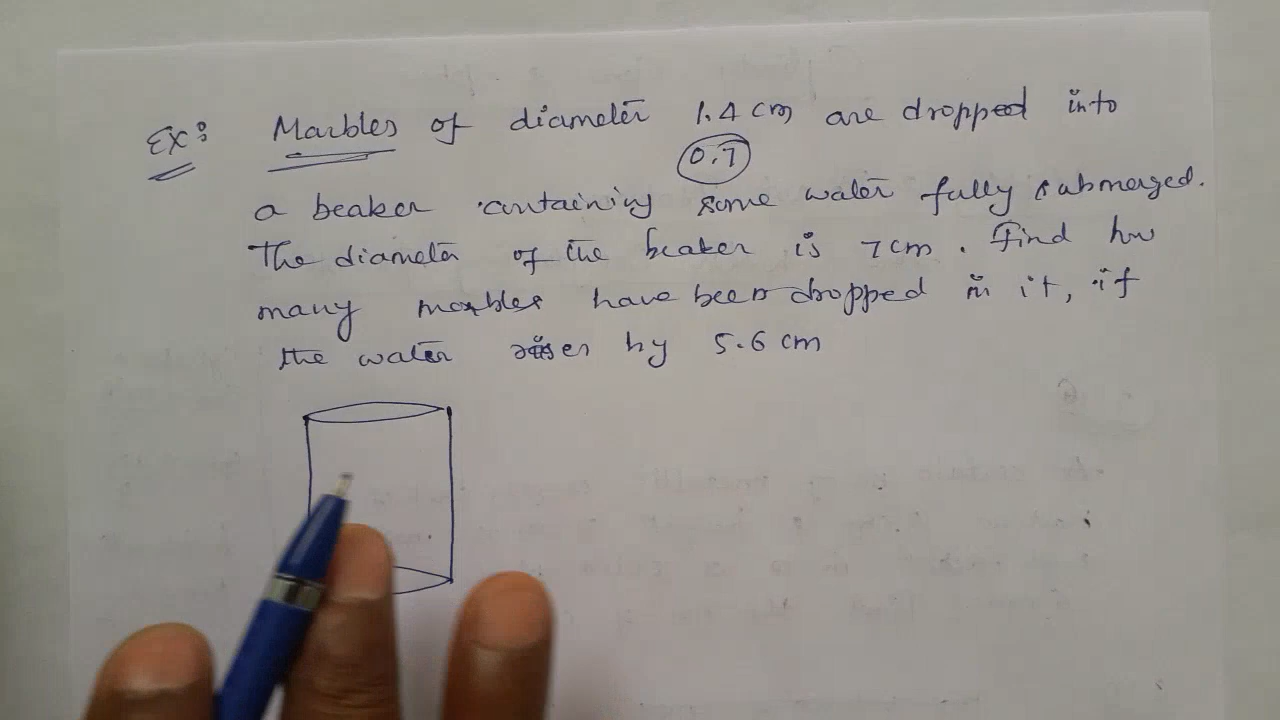 Ex: Marbles of diameter 1.4 cm are dropped into
0.7
a beaker containing some water fully submerged.
The diameter of the beaker is 7cm. Find how
many marbles have been dropped in it, if
the water rises by 5.6 cm